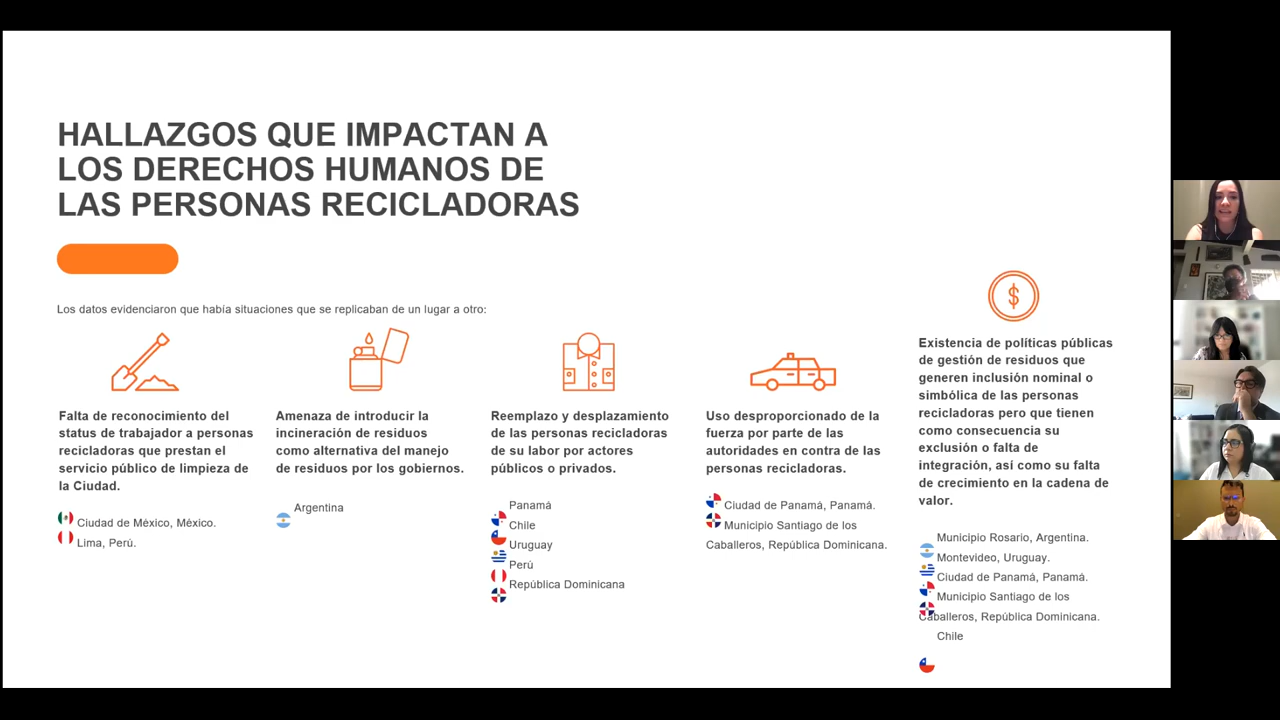 HALLAZGOS QUE IMPACTAN A
LOS DERECHOS HUMANOS DE
LAS PERSONAS RECICLADORAS
Los datos evidenciaron que había situaciones que se replicaban de un lugar a otro:
Falta de reconocimiento del
status de trabajador a personas
recicladoras que prestan el
servicio público de limpieza de
la Ciudad.
Ciudad de México, México.
Lima, Perú.
Amenaza de introducir la
incineración de residuos
como alternativa del manejo
de residuos por los gobiernos.
Argentina
Reemplazo y desplazamiento
de las personas recicladoras
de su labor por actores
públicos o privados.
Panamá
Chile
Uruguay
Perú
República Dominicana
Uso desproporcionado de la
fuerza por parte de las
autoridades en contra de las
personas recicladoras.
Ciudad de Panamá, Panamá.
Municipio Santiago de los
Caballeros, República Dominicana.
$
Existencia de políticas públicas
de gestión de residuos que
generen inclusión nominal o
simbólica de las personas
recicladoras pero que tienen
como consecuencia su
exclusión o falta de
integración, así como su falta
de crecimiento en la cadena de
valor.
Municipio Rosario, Argentina.
Montevideo, Uruguay.
Ciudad de Panamá, Panamá.
Municipio Santiago de los
Caballeros, República Dominicana.
Chile